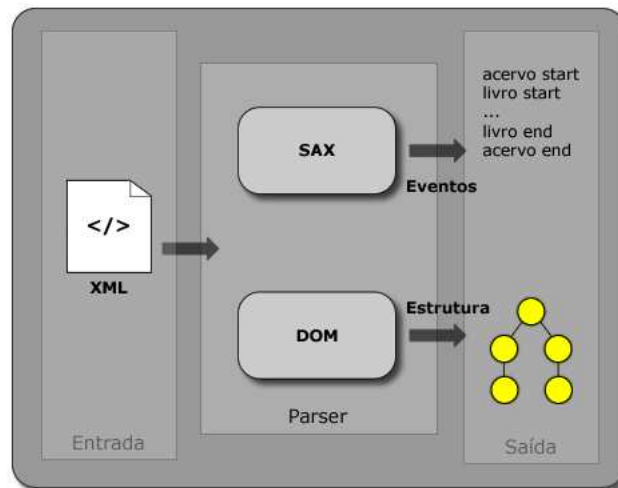 </>
XML
Entrada
SAX
Eventos
DOM
Estrutura
Parser
acervo start
livro start
...
livro end
acervo end
Saída